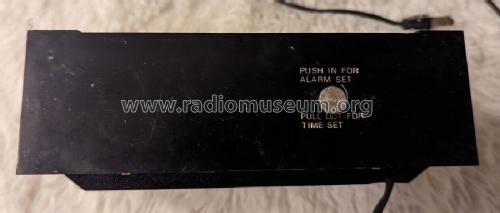 PUSH IN FOR
ALARM SET
www.radiomuseum.org
PULL OUT FOR
TIME SET